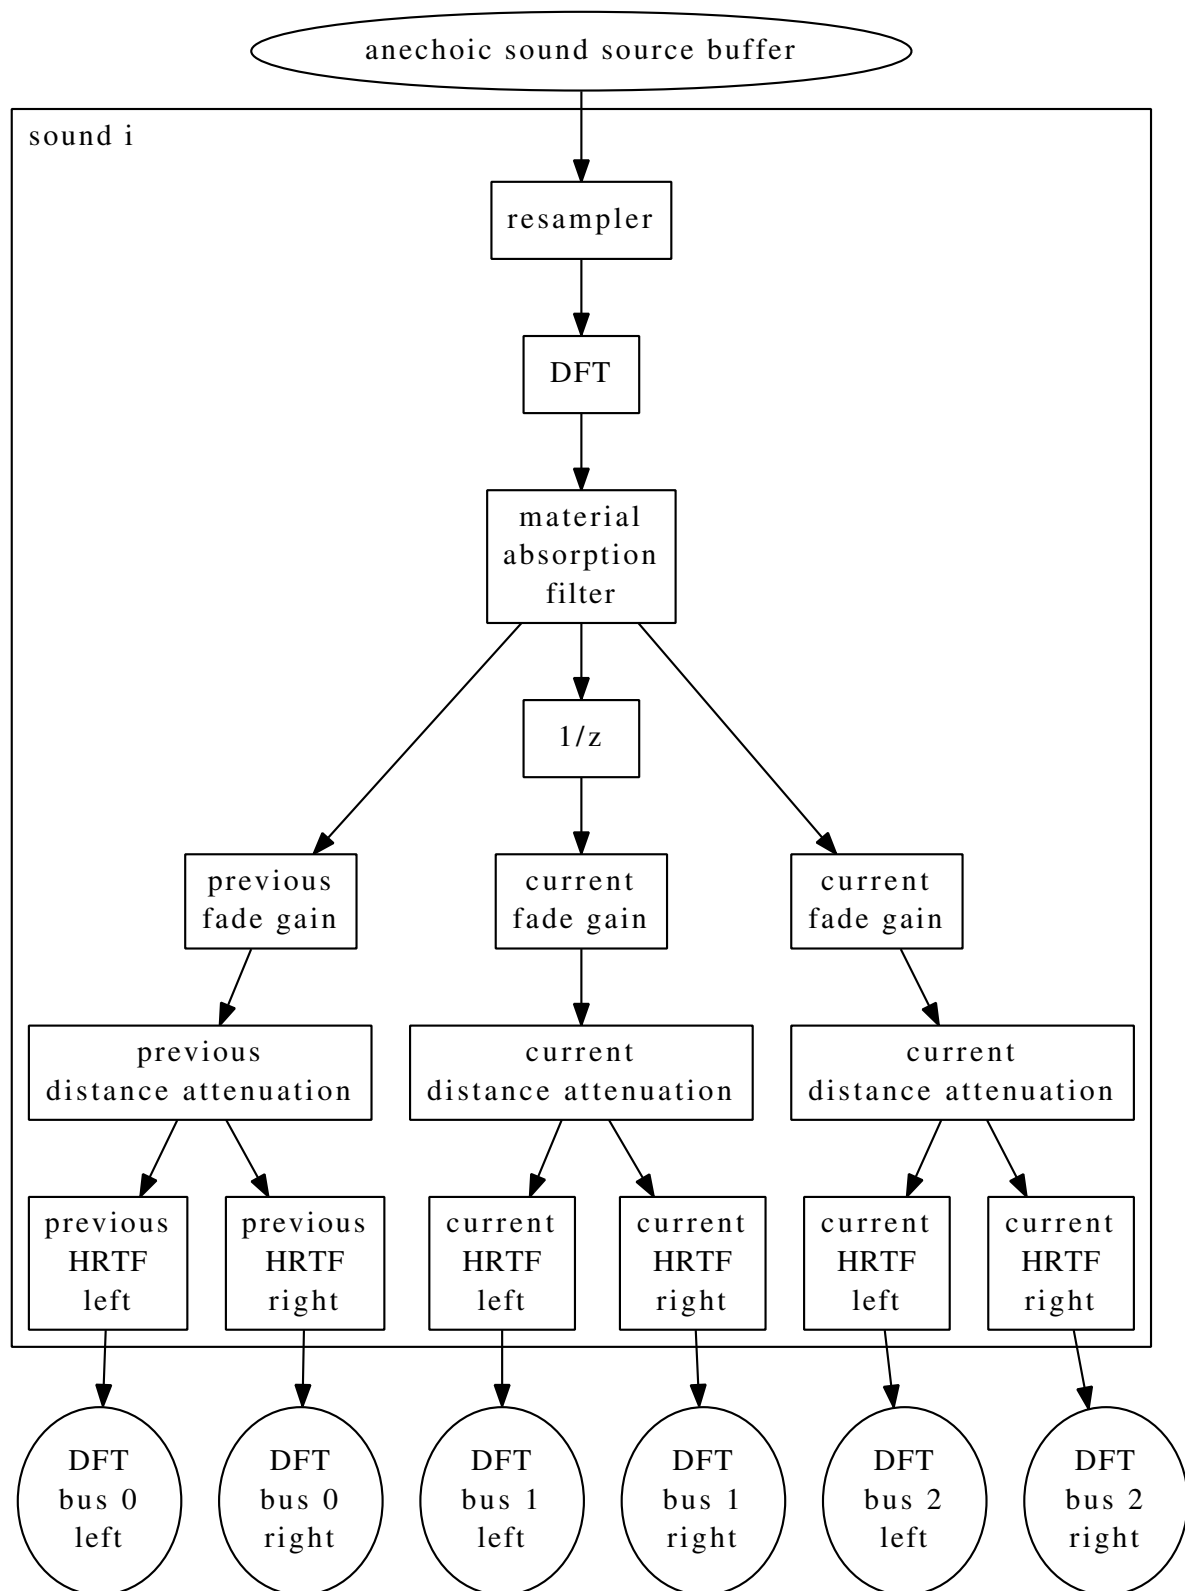 anechoic sound source buffer
sound i
resampler
DFT
material
absorption
filter
1/z
previous
fade gain
current
fade gain
current
fade gain
previous
distance attenuation
current
distance attenuation
current
distance attenuation
previous
HRTF
left
previous
HRTF
right
current
HRTF
left
current
HRTF
right
current
HRTF
left
current
HRTF
right
DFT
bus 0
left
DFT
bus 0
right
DFT
bus 1
left
DFT
bus 1
right
DFT
bus 2
left
DFT
bus 2
right